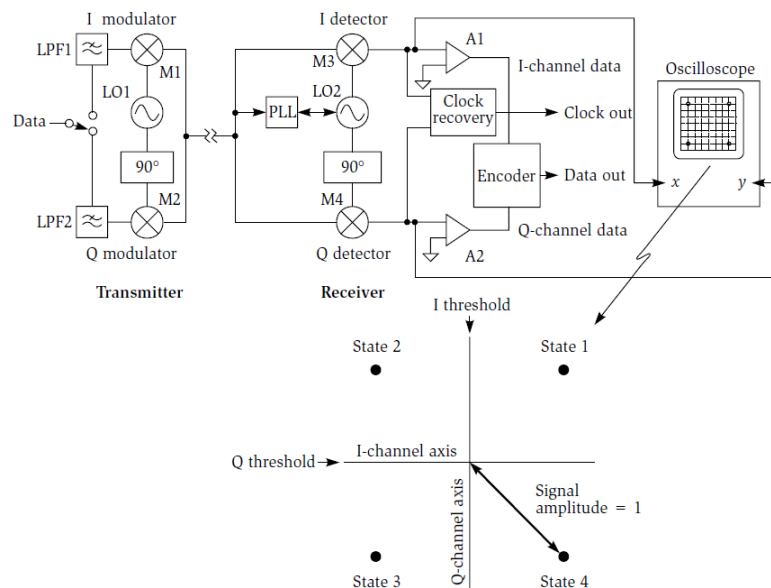 I modulator
I detector
LPF1
M1
M3
A1
I-channel data
Oscilloscope
LO1
LO2
Data
PLL
Clock
recovery
Clock out
90°
90°
Encoder
Data out
x
y
M2
M4
LPF2
Q-channel data
Q modulator
Q detector
A2
Transmitter
Receiver
I threshold
State 2
State 1
I-channel axis
Q threshold
Q-channel axis
Signal
amplitude = 1
State 3
State 4